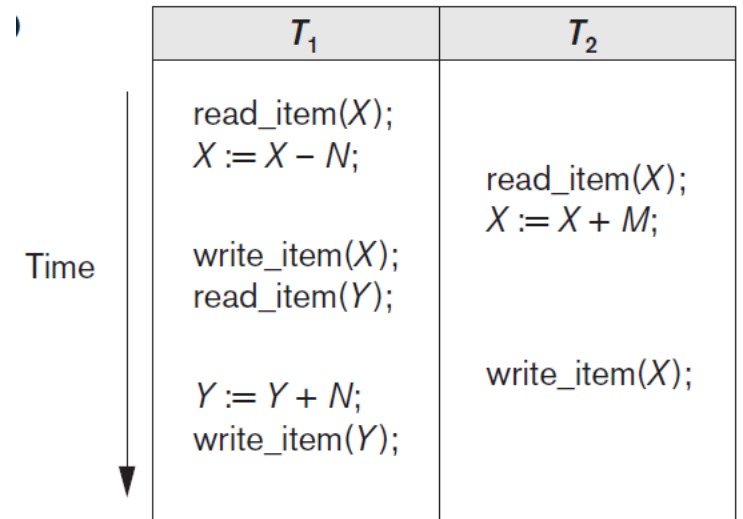 )
T₁ T₂
read_item(X);
X := X – N;
read_item(X);
X := X + M;
Time
write_item(X);
read_item(Y);
write_item(X);
Y := Y + N;
write_item(Y);